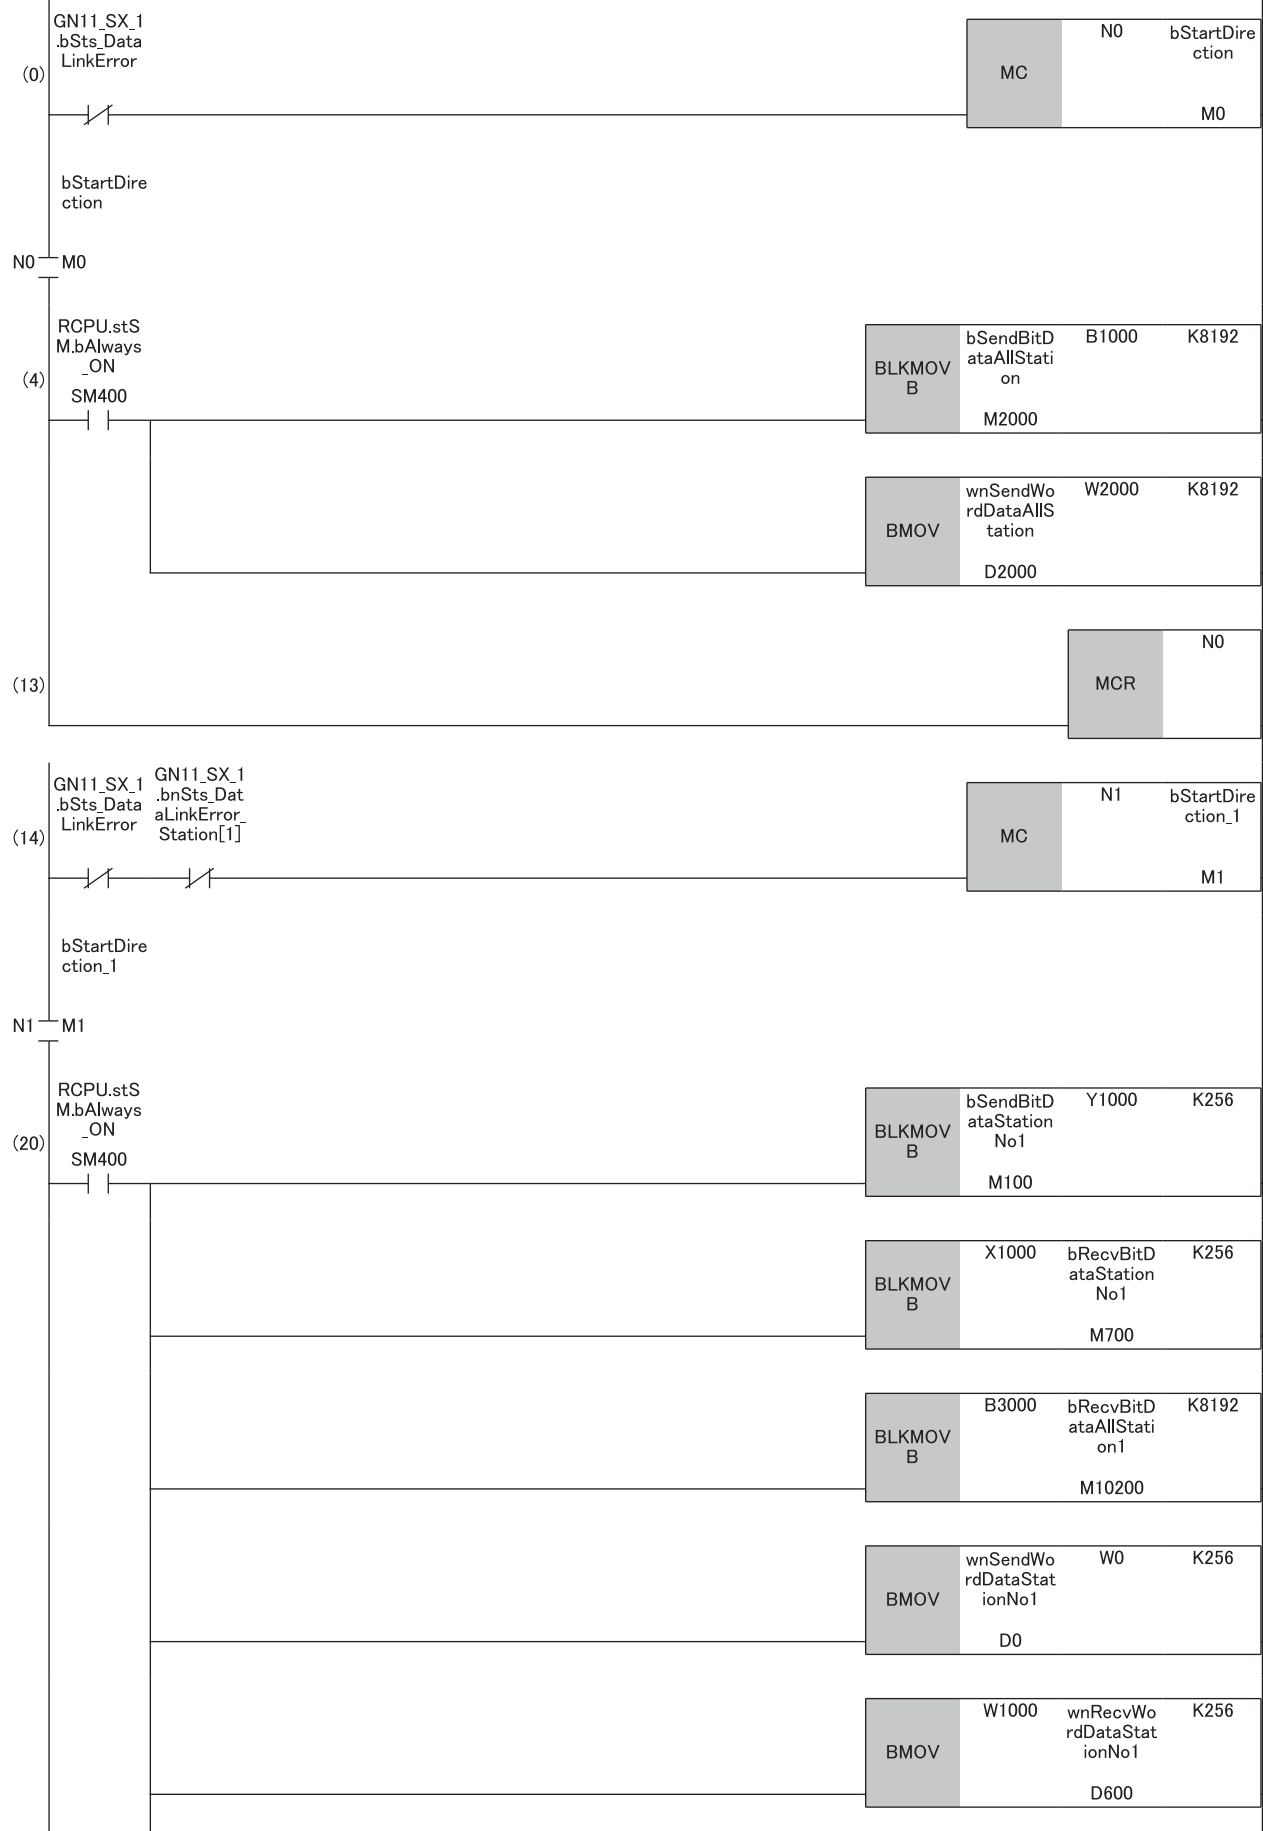 GN11_SX_1
.bSts_Data
LinkError
(0)
MC
N0
bStartDire
ction
M0
bStartDire
ction
N0
M0
RCPU.stS
M.bAlways
_ON
SM400
(4)
BLKMOV
B
bSendBitD
ataAllStati
on
M2000
B1000
K8192
BMOV
wnSendWo
rdDataAllS
tation
D2000
W2000
K8192
(13)
MCR
N0
GN11_SX_1
.bSts_Data
LinkError
GN11_SX_1
.bnSts_Dat
aLinkError_
Station[1]
(14)
MC
N1
bStartDire
ction_1
M1
bStartDire
ction_1
N1
M1
RCPU.stS
M.bAlways
_ON
SM400
(20)
BLKMOV
B
bSendBitD
ataStation
No1
M100
Y1000
K256
BLKMOV
B
X1000
bRecvBitD
ataStation
No1
M700
K256
BLKMOV
B
B3000
bRecvBitD
ataAllStati
on1
M10200
K8192
BMOV
wnSendWo
rdDataStat
ionNo1
D0
W0
K256
BMOV
W1000
wnRecvWo
rdDataStat
ionNo1
D600
K256